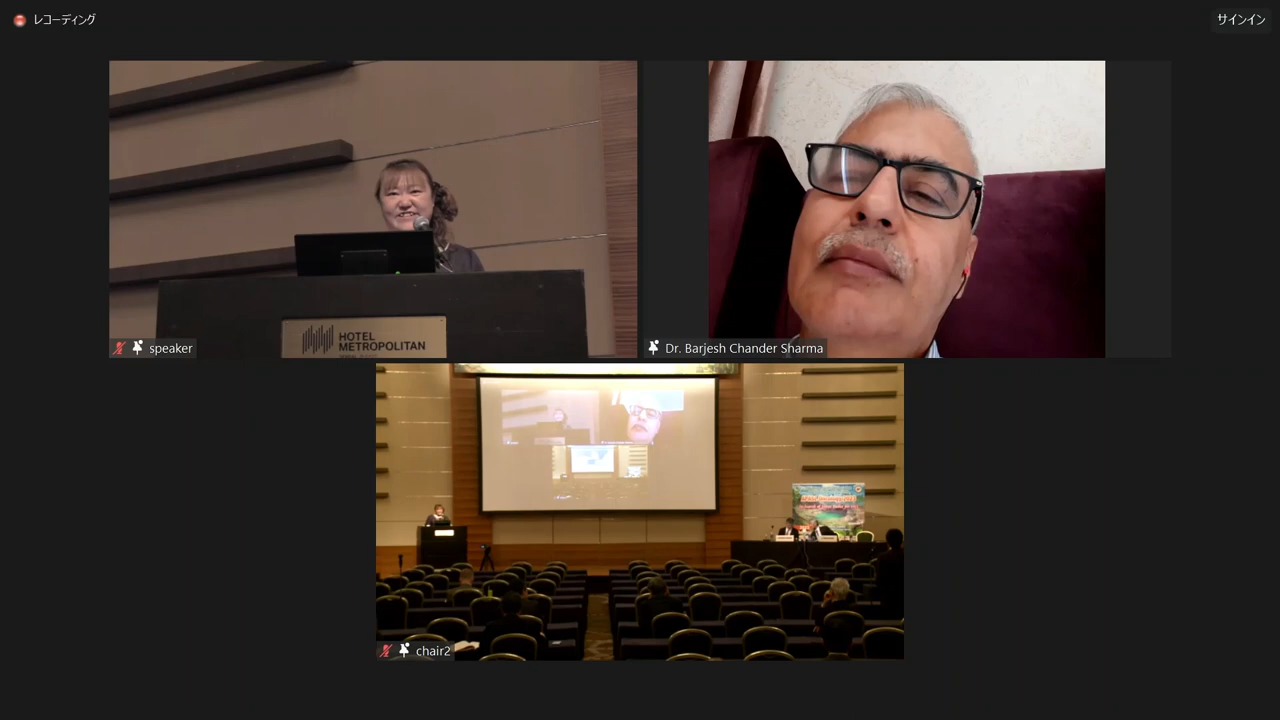 レコーディング
サインイン
HOTEL
METROPOLITAN
speaker
Dr. Barjesh Chander Sharma
chair2